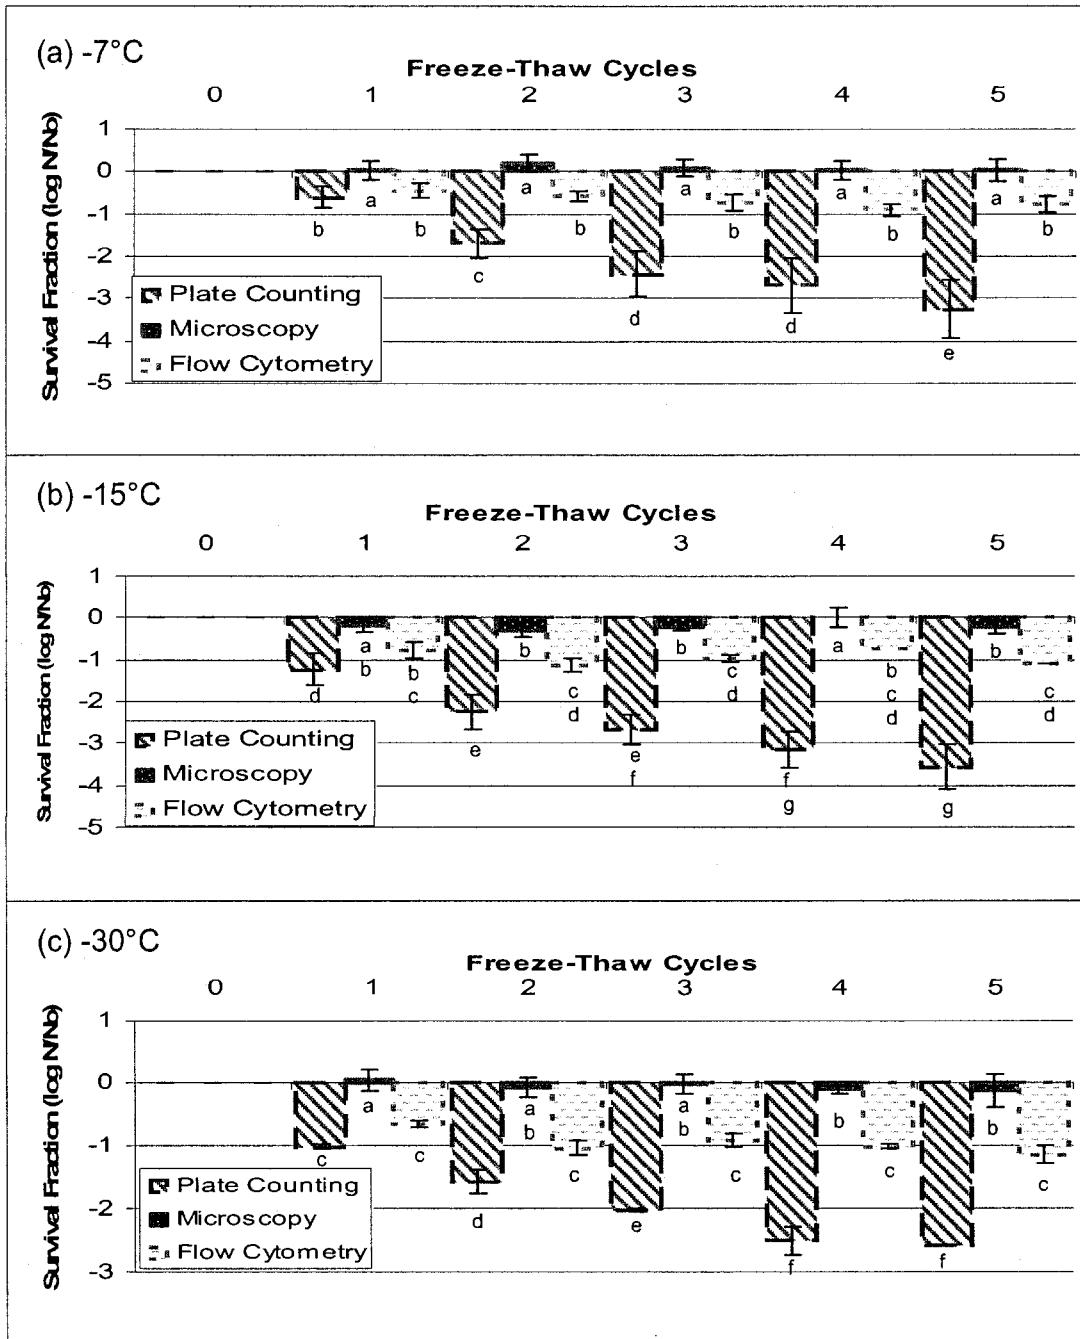 (a) -7°C
Freeze-Thaw Cycles
0 1 2 3 4 5
Survival Fraction (log N/No)
1
0
-1
-2
-3
-4
-5
a a a a a
b b b b b b
c
d d
e
Plate Counting
Microscopy
Flow Cytometry
(b) -15°C
Freeze-Thaw Cycles
0 1 2 3 4 5
Survival Fraction (log N/No)
1
0
-1
-2
-3
-4
-5
a b b a b
d b b c c b c
c d d c d
d
e e f g
f g
Plate Counting
Microscopy
Flow Cytometry
(c) -30°C
Freeze-Thaw Cycles
0 1 2 3 4 5
Survival Fraction (log N/No)
1
0
-1
-2
-3
a a a b b
b b
c c c c c c
d e
f f
Plate Counting
Microscopy
Flow Cytometry